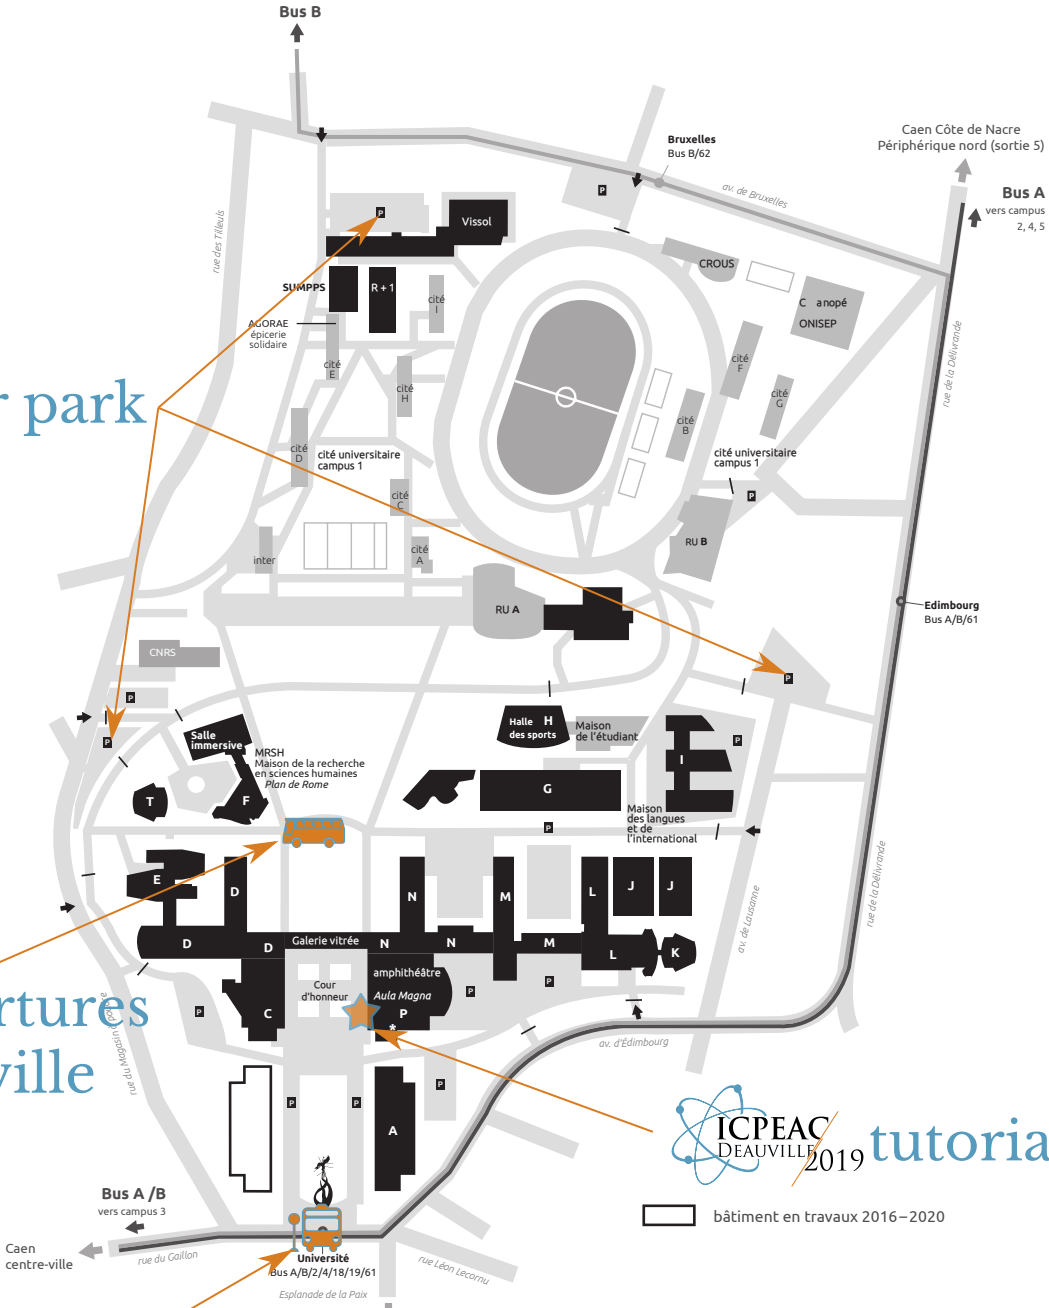 Bus B
Caen Côte de Nacre
Périphérique nord (sortie 5)
Bruxelles
Bus B/62
P
av. de Bruxelles
Bus A
vers campus
2, 4, 5
rue des Tilleuls
P
Vissol
CROUS
SUMPPS
R + 1
cité
I
C anopé
ONISEP
AGORAE
épicerie
solidaire
cité
E
cité
H
cité
F
cité
G
rue de la Délivrande
r park
cité
B
cité
D
cité universitaire
campus 1
cité universitaire
campus 1
cité
C
P
inter
cité
A
RU B
RU A
Edimbourg
Bus A/B/61
CNRS
P
P
P
Salle
immersive
MRSH
Maison de la recherche
en sciences humaines
Plan de Rome
Halle H
des sports
Maison
de l'étudiant
P
I
T
F
G
Maison
des langues
et de
l'international
P
E
D
N
M
L
J
J
rue de la Délivrande
av. de Lausanne
D
D
Galerie vitrée
N
N
M
L
K
amphithéâtre
Aula Magna
Cour
d'honneur
P
P
P
C
P
*
rtures
ville
rue du Magasin à poudre
av. d'Édimbourg
P
P
P
A
ICPEAC
DEAUVILLE
2019
tutoria
Bus A /B
vers campus 3
bâtiment en travaux 2016–2020
Caen
centre-ville
rue du Gaillon
Université
Bus A/B/2/4/18/19/61
rue Léon Lecornu
Esplanade de la Paix